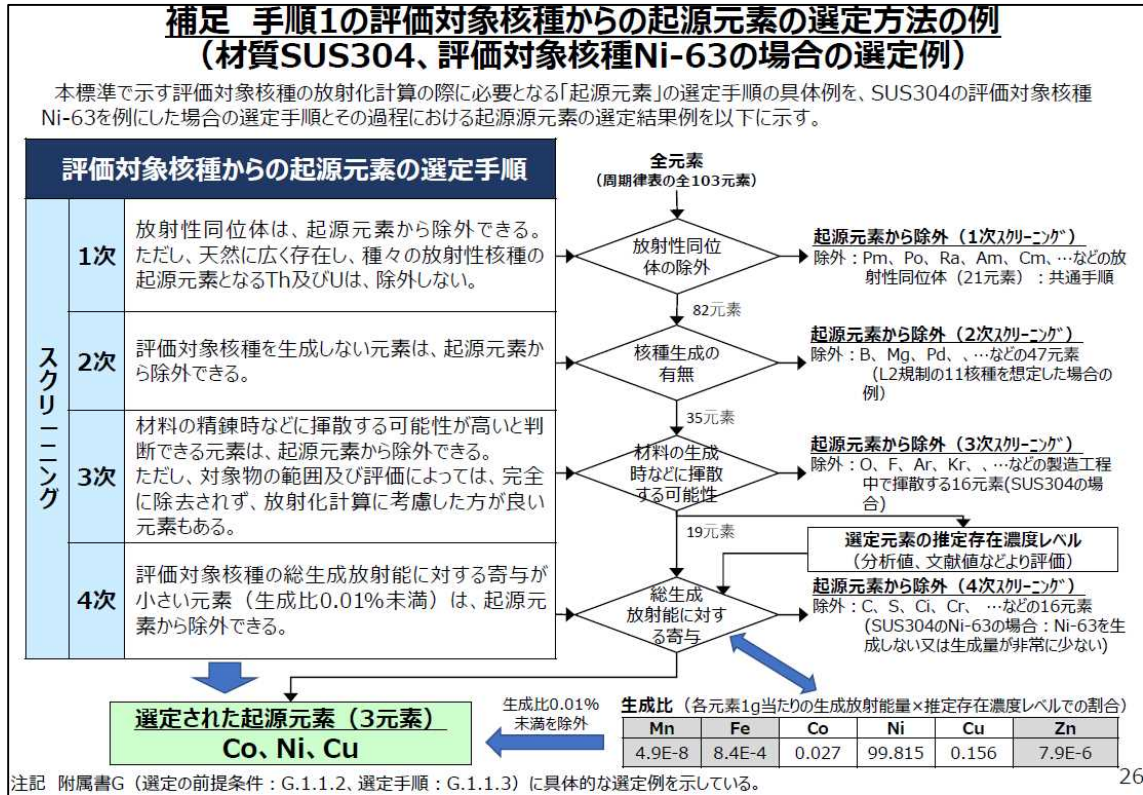 補足 手順1の評価対象核種からの起源元素の選定方法の例
（材質SUS304、評価対象核種Ni-63の場合の選定例）
本標準で示す評価対象核種の放射化計算の際に必要となる「起源元素」の選定手順の具体例を、SUS304の評価対象核種
Ni-63を例にした場合の選定手順とその過程における起源源元素の選定結果例を以下に示す。
評価対象核種からの起源元素の選定手順
スクリーニング
1次
放射性同位体は、起源元素から除外できる。
ただし、天然に広く存在し、種々の放射性核種の
起源元素となるTh及びUは、除外しない。
2次
評価対象核種を生成しない元素は、起源元素か
ら除外できる。
3次
材料の精錬時などに揮散する可能性が高いと判
断できる元素は、起源元素から除外できる。
ただし、対象物の範囲及び評価によっては、完全
に除去されず、放射化計算に考慮した方が良い
元素もある。
4次
評価対象核種の総生成放射能に対する寄与が
小さい元素（生成比0.01%未満）は、起源元
素から除外できる。
全元素
（周期律表の全103元素）
放射性同位
体の除外
起源元素から除外（1次ｽｸﾘｰﾆﾝｸﾞ）
除外：Pm、Po、Ra、Am、Cm、…などの放
射性同位体（21元素）：共通手順
82元素
核種生成の
有無
起源元素から除外（2次ｽｸﾘｰﾆﾝｸﾞ）
除外：B、Mg、Pd、、…などの47元素
（L2規制の11核種を想定した場合の
例）
35元素
材料の生成
時などに揮散
する可能性
起源元素から除外（3次ｽｸﾘｰﾆﾝｸﾞ）
除外：O、F、Ar、Kr、、…などの製造工程
中で揮散する16元素(SUS304の場
合)
19元素
選定元素の推定存在濃度レベル
（分析値、文献値などより評価）
総生成
放射能に対す
る寄与
起源元素から除外（4次ｽｸﾘｰﾆﾝｸﾞ）
除外：C、S、Ci、Cr、 …などの16元素
(SUS304のNi-63の場合：Ni-63を生
成しない又は生成量が非常に少ない)
選定された起源元素（3元素）
Co、Ni、Cu
生成比0.01%
未満を除外
生成比（各元素1g当たりの生成放射能量×推定存在濃度レベルでの割合）
Mn Fe Co Ni Cu Zn
4.9E-8 8.4E-4 0.027 99.815 0.156 7.9E-6
注記 附属書G（選定の前提条件：G.1.1.2、選定手順：G.1.1.3）に具体的な選定例を示している。
26